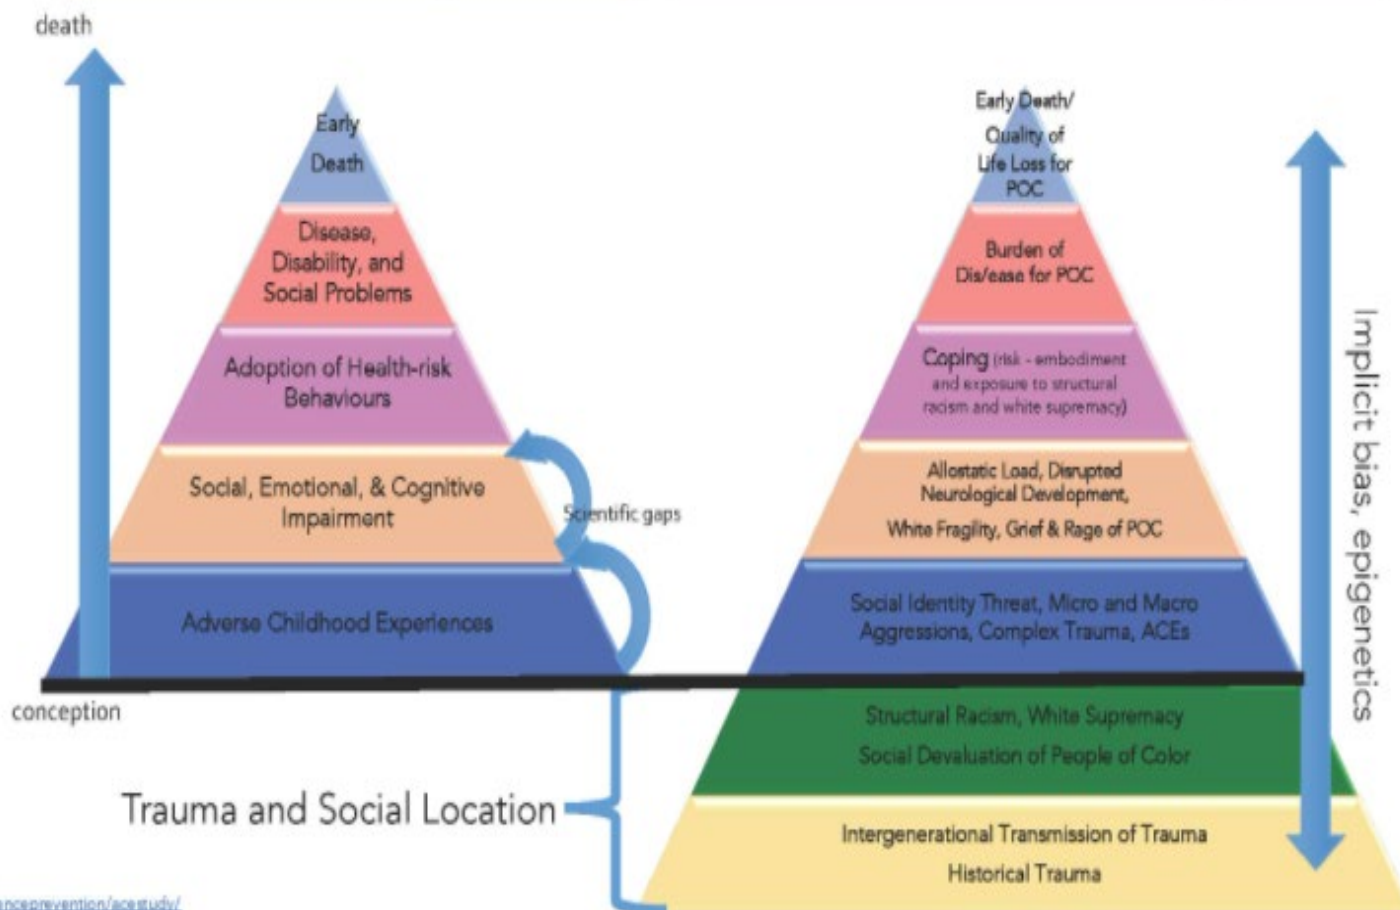 death
Early
Death
Disease,
Disability, and
Social Problems
Adoption of Health-risk
Behaviours
Social, Emotional, & Cognitive
Impairment
Scientific gaps
Adverse Childhood Experiences
conception
Trauma and Social Location
Early Death/
Quality of
Life Loss for
POC
Burden of
Dis/ease for POC
Coping (risk - embodiment
and exposure to structural
racism and white supremacy)
Allostatic Load, Disrupted
Neurological Development,
White Fragility, Grief & Rage of POC
Social Identity Threat, Micro and Macro
Aggressions, Complex Trauma, ACEs
Structural Racism, White Supremacy
Social Devaluation of People of Color
Intergenerational Transmission of Trauma
Historical Trauma
Implicit bias, epigenetics
enceprevention/acestudy/